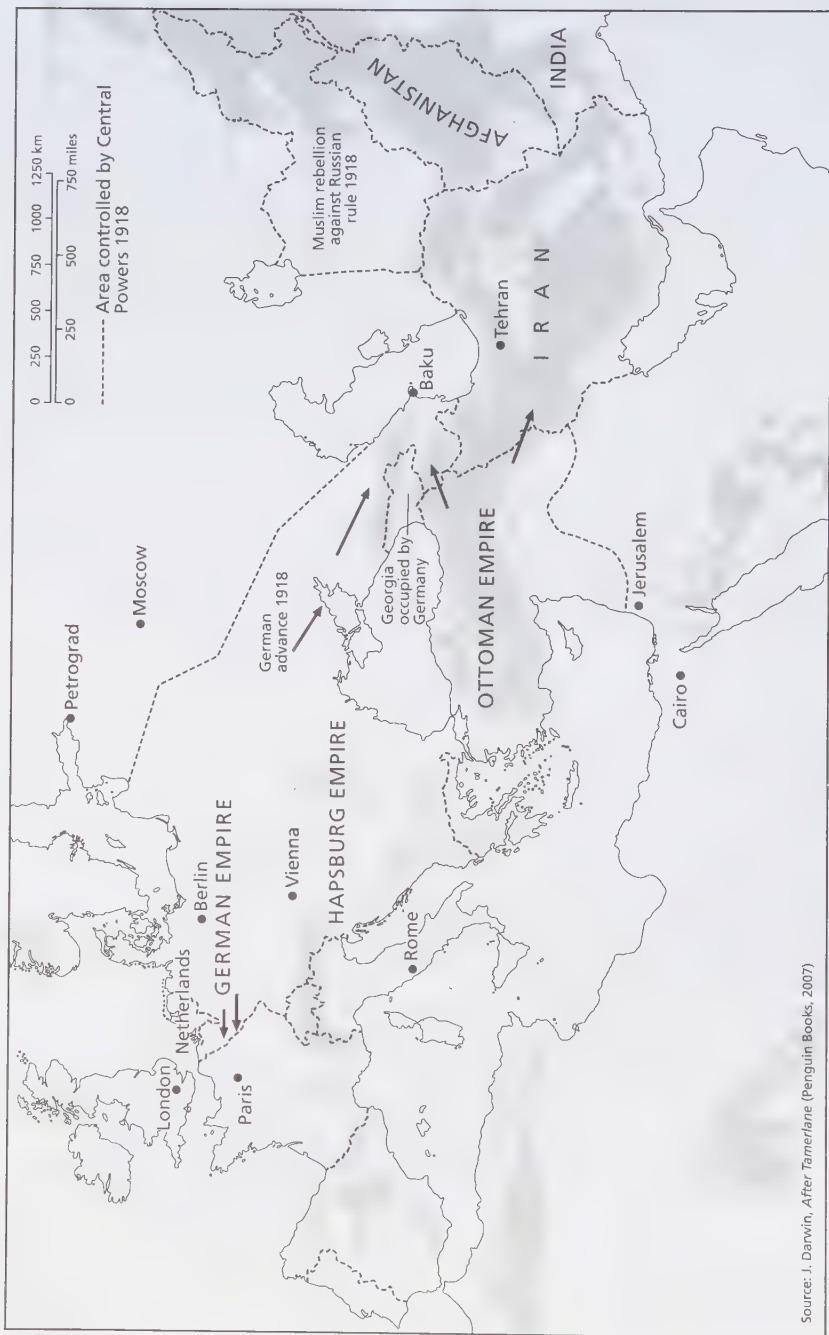 0 250 500 750 1000 1250 km
0 250 500 750 miles
Area controlled by Central
Powers 1918
Petrograd
Moscow
London
Netherlands
Berlin
GERMAN EMPIRE
Paris
Vienna
HAPSBURG EMPIRE
Rome
German
advance 1918
Georgia
occupied by
Germany
Baku
Muslim rebellion
against Russian
rule 1918
AFGHANISTAN
INDIA
Tehran
IRAN
OTTOMAN EMPIRE
Jerusalem
Cairo
Source: J. Darwin, After Tamerlane (Penguin Books, 2007)